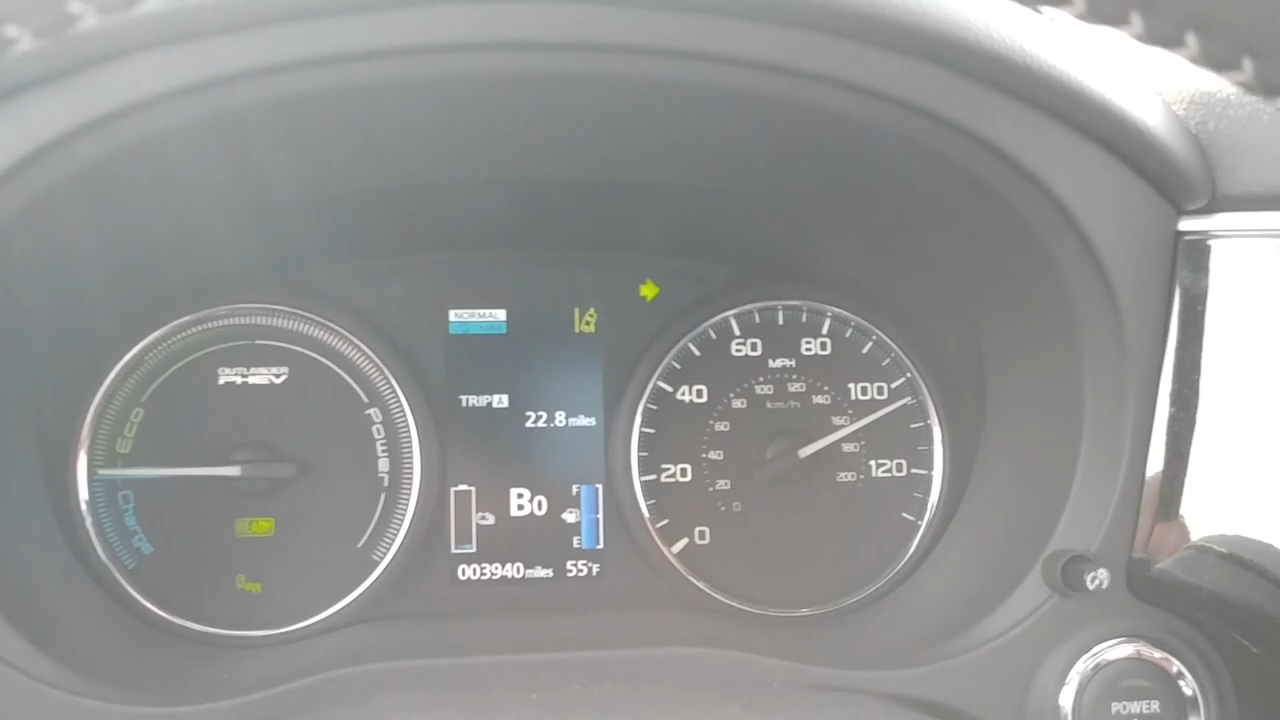 OUTLANDER
PHEV
Eco
Power
Charge
READY
NORMAL
TRIP A
22.8 miles
B0
F
E
003940 miles 55°F
0
20
40
60
80
100
120
MPH
km/h
0
20
40
60
80
100
120
140
160
180
200
POWER